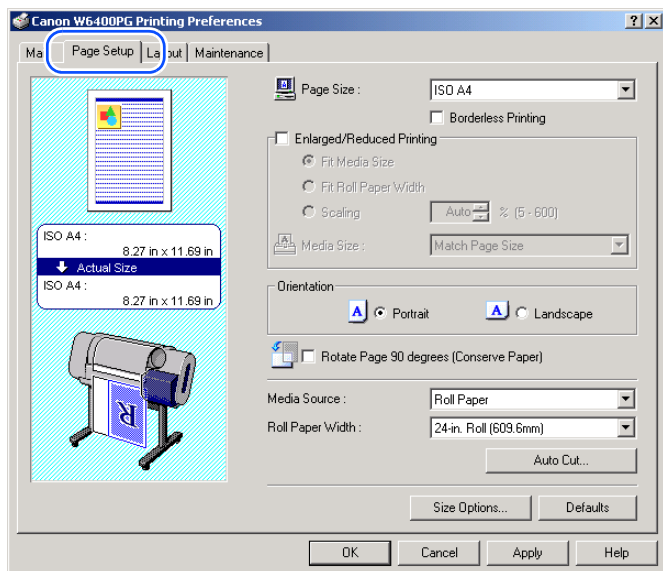 Canon W6400PG Printing Preferences
Ma Page Setup La out Maintenance
Page Size : ISO A4
Borderless Printing
Enlarged/Reduced Printing
Fit Media Size
Fit Roll Paper Width
Scaling Auto % (5 - 600)
Media Size : Match Page Size
ISO A4 :
8.27 in x 11.69 in
Actual Size
ISO A4 :
8.27 in x 11.69 in
Orientation
A Portrait A Landscape
Rotate Page 90 degrees (Conserve Paper)
R
Media Source : Roll Paper
Roll Paper Width : 24-in. Roll (609.6mm)
Auto Cut...
Size Options... Defaults
OK Cancel Apply Help